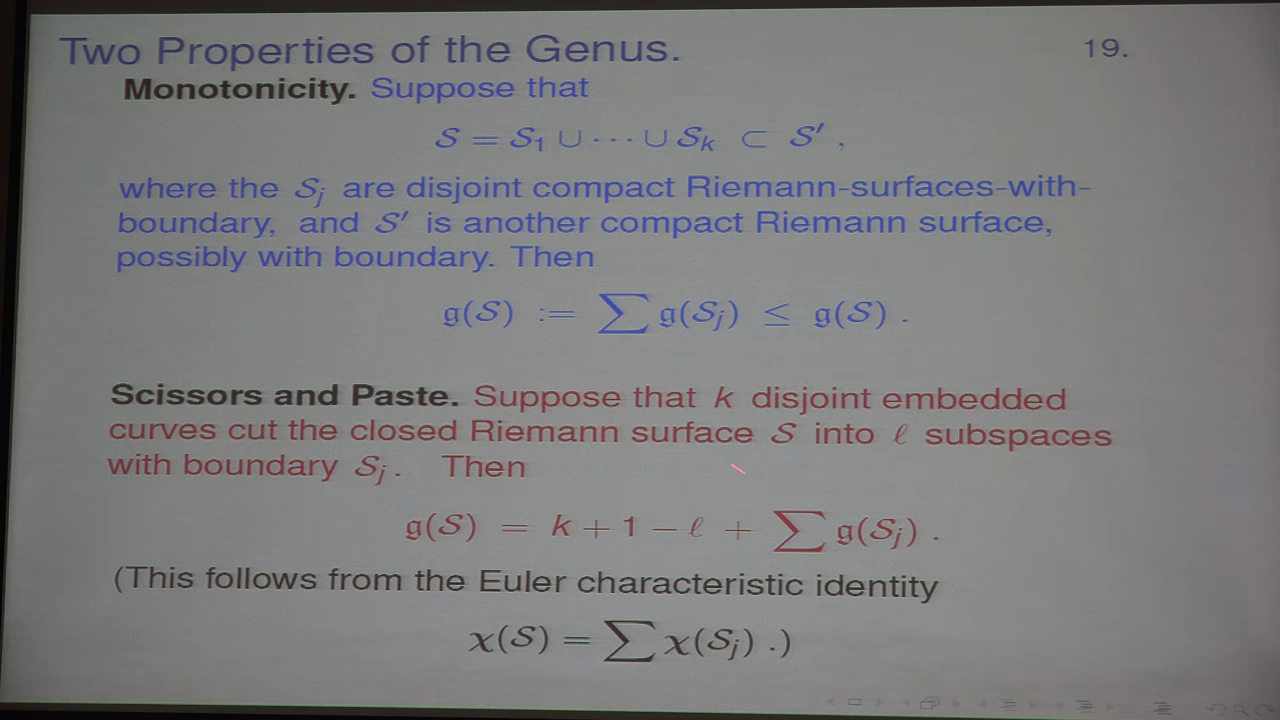 Two Properties of the Genus. 19.
Monotonicity. Suppose that
S = S₁ ∪ ··· ∪ Sₖ ⊂ S′ ,
where the Sⱼ are disjoint compact Riemann-surfaces-with-
boundary, and S′ is another compact Riemann surface,
possibly with boundary. Then
𝔤(S) := ∑ 𝔤(Sⱼ) ≤ 𝔤(S) .
Scissors and Paste. Suppose that k disjoint embedded
curves cut the closed Riemann surface S into ℓ subspaces
with boundary Sⱼ. Then
𝔤(S) = k + 1 − ℓ + ∑ 𝔤(Sⱼ) .
(This follows from the Euler characteristic identity
χ(S) = ∑ χ(Sⱼ) .)